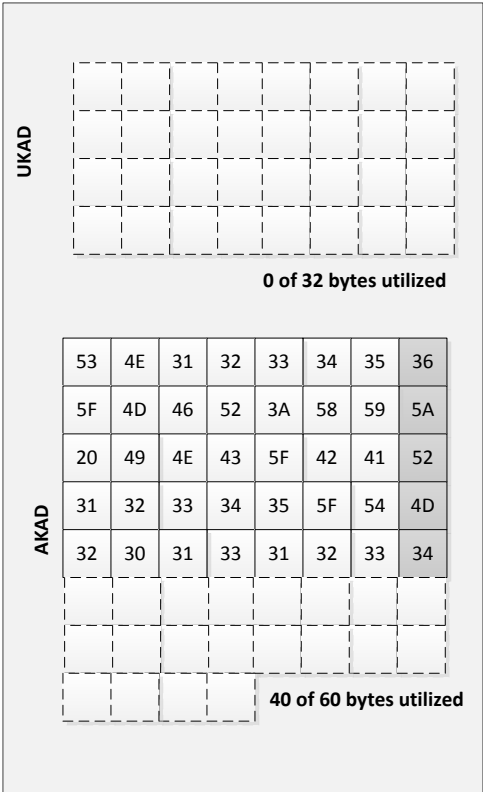 UKAD
0 of 32 bytes utilized
AKAD
53 4E 31 32 33 34 35 36
5F 4D 46 52 3A 58 59 5A
20 49 4E 43 5F 42 41 52
31 32 33 34 35 5F 54 4D
32 30 31 33 31 32 33 34
40 of 60 bytes utilized